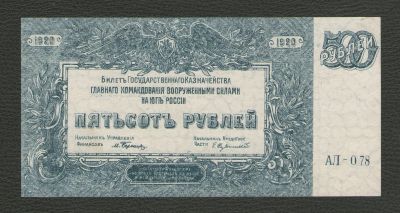 1920 1920
Билетъ Государственнаго Казначейства
главнаго командованія вооруженными силами
на югѣ россіи
ПЯТЬСОТЪ РУБЛЕЙ
Начальникъ Управленія
Финансовъ
Начальникъ Кредитной
Части
500
РУБЛЕЙ
АЛ-078